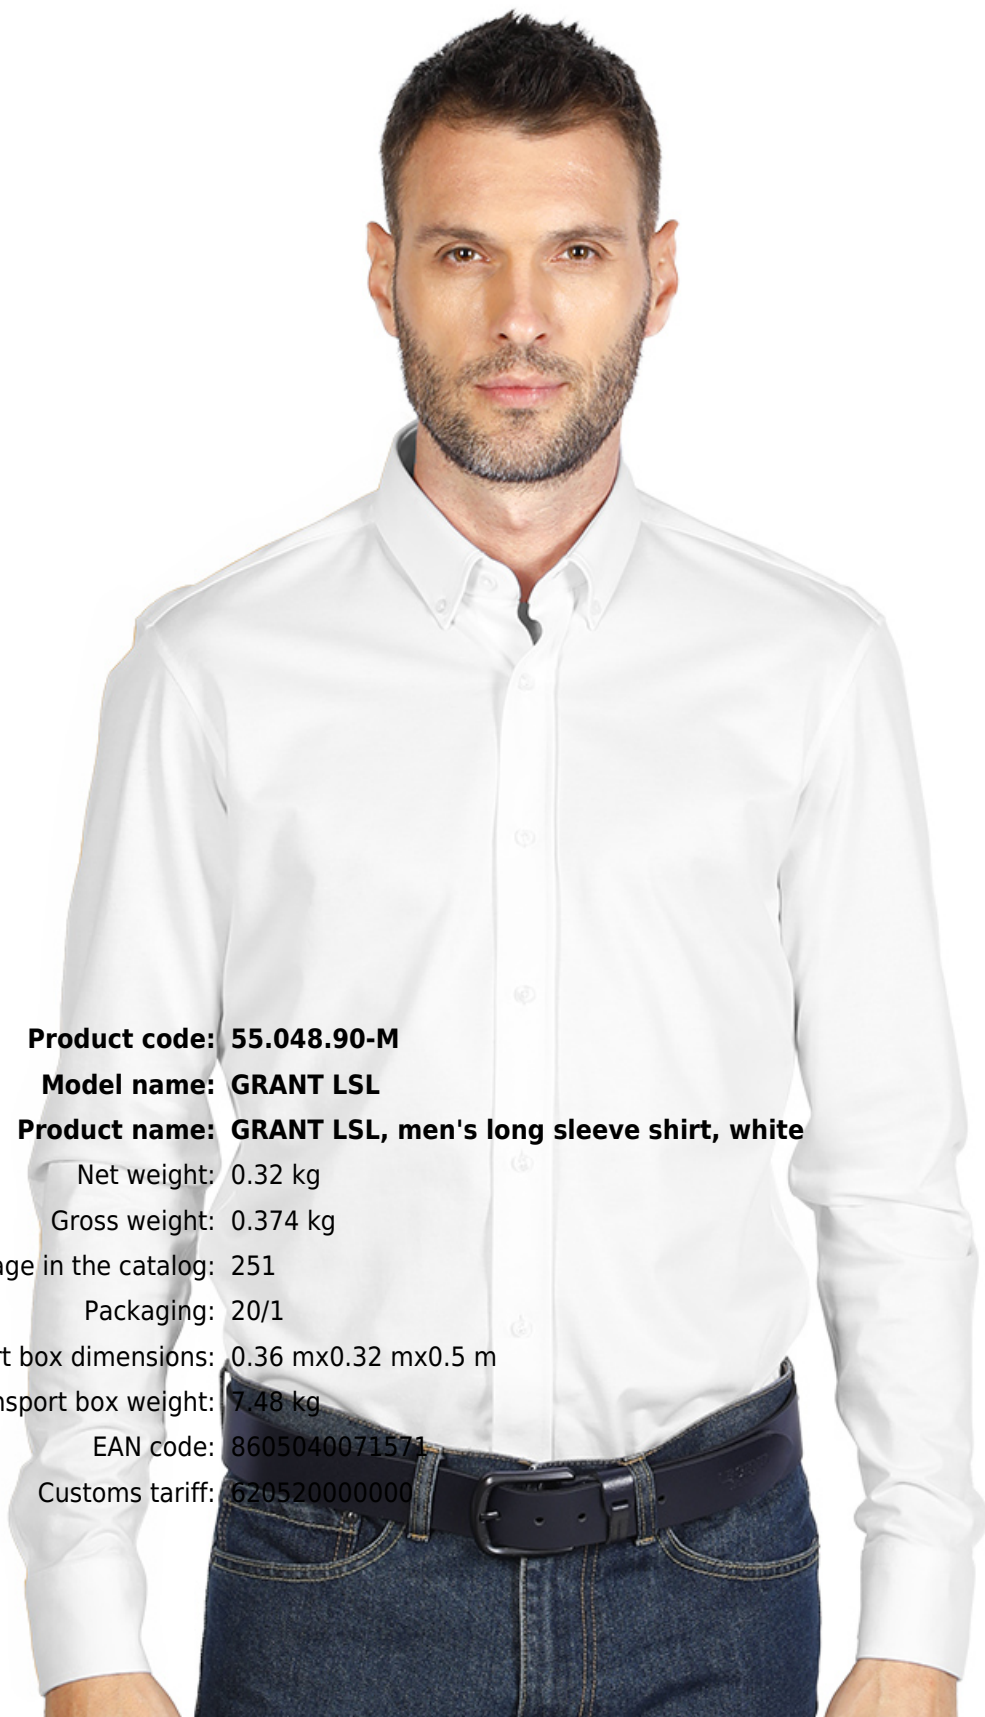 Product code: 55.048.90-M
Model name: GRANT LSL
Product name: GRANT LSL, men's long sleeve shirt, white
Net weight: 0.32 kg
Gross weight: 0.374 kg
age in the catalog: 251
Packaging: 20/1
rt box dimensions: 0.36 mx0.32 mx0.5 m
nsport box weight: 7.48 kg
EAN code: 8605040071571
Customs tariff: 620520000000